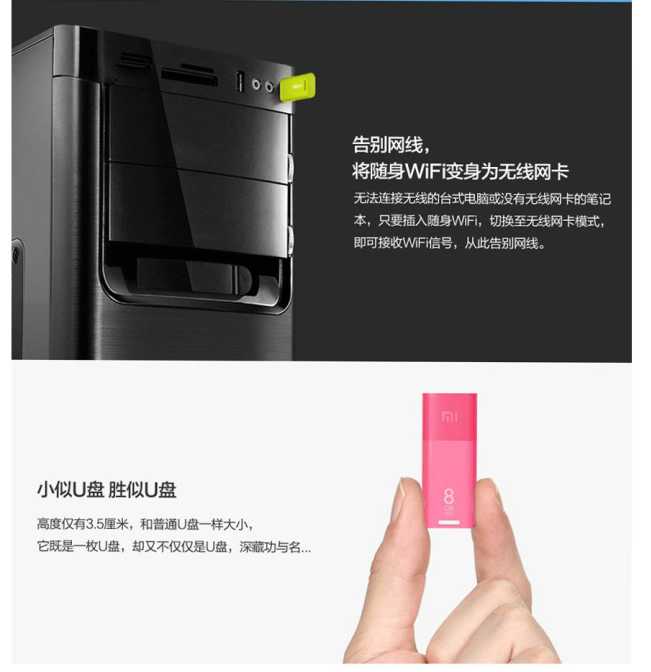 告别网线，
将随身WiFi变身为无线网卡
无法连接无线的台式电脑或没有无线网卡的笔记
本，只要插入随身WiFi，切换至无线网卡模式，
即可接收WiFi信号，从此告别网线。
mi
8
GB
小似U盘 胜似U盘
高度仅有3.5厘米，和普通U盘一样大小，
它既是一枚U盘，却又不仅仅是U盘，深藏功与名...